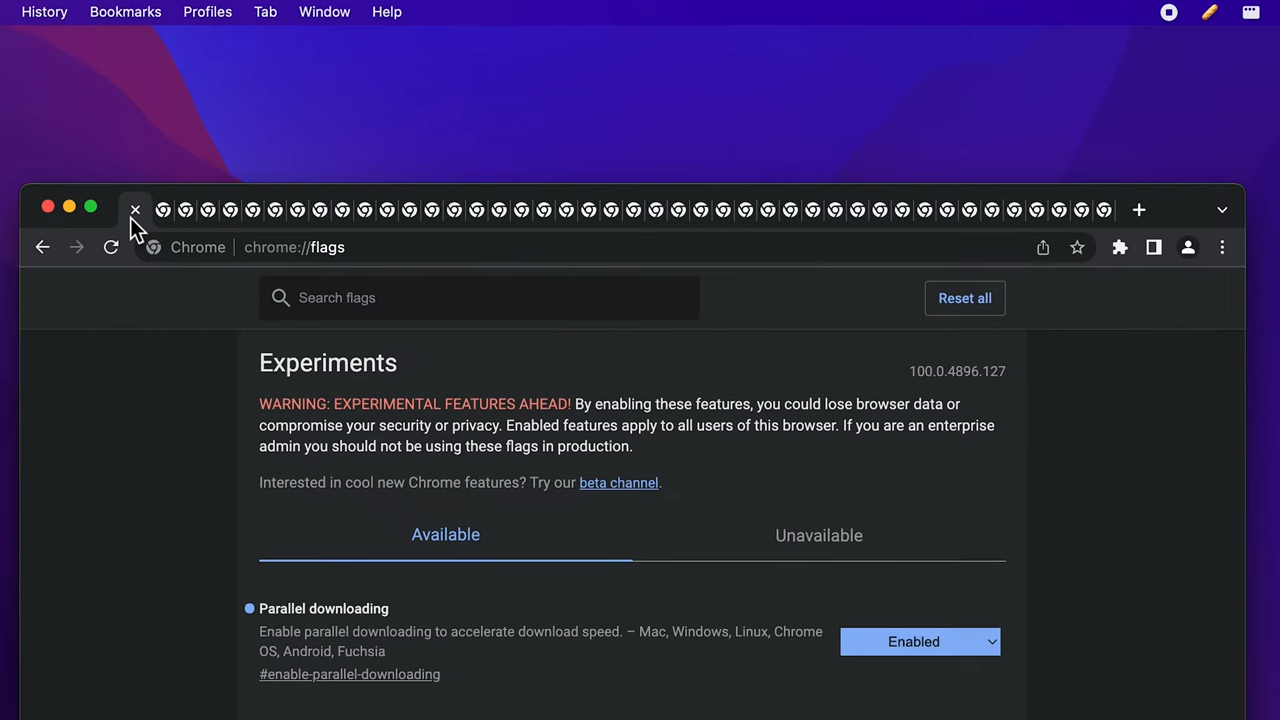 History Bookmarks Profiles Tab Window Help
Chrome chrome://flags
Search flags
Reset all
Experiments
100.0.4896.127
WARNING: EXPERIMENTAL FEATURES AHEAD! By enabling these features, you could lose browser data or
compromise your security or privacy. Enabled features apply to all users of this browser. If you are an enterprise
admin you should not be using these flags in production.
Interested in cool new Chrome features? Try our beta channel.
Available Unavailable
Parallel downloading
Enable parallel downloading to accelerate download speed. – Mac, Windows, Linux, Chrome
OS, Android, Fuchsia
Enabled
#enable-parallel-downloading